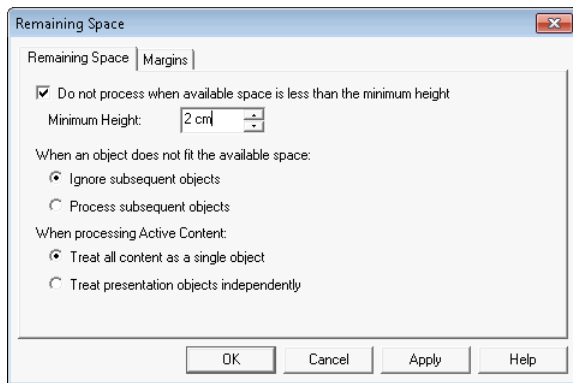 Remaining Space
Remaining Space Margins
Do not process when available space is less than the minimum height
Minimum Height: 2 cm
When an object does not fit the available space:
Ignore subsequent objects
Process subsequent objects
When processing Active Content:
Treat all content as a single object
Treat presentation objects independently
OK Cancel Apply Help